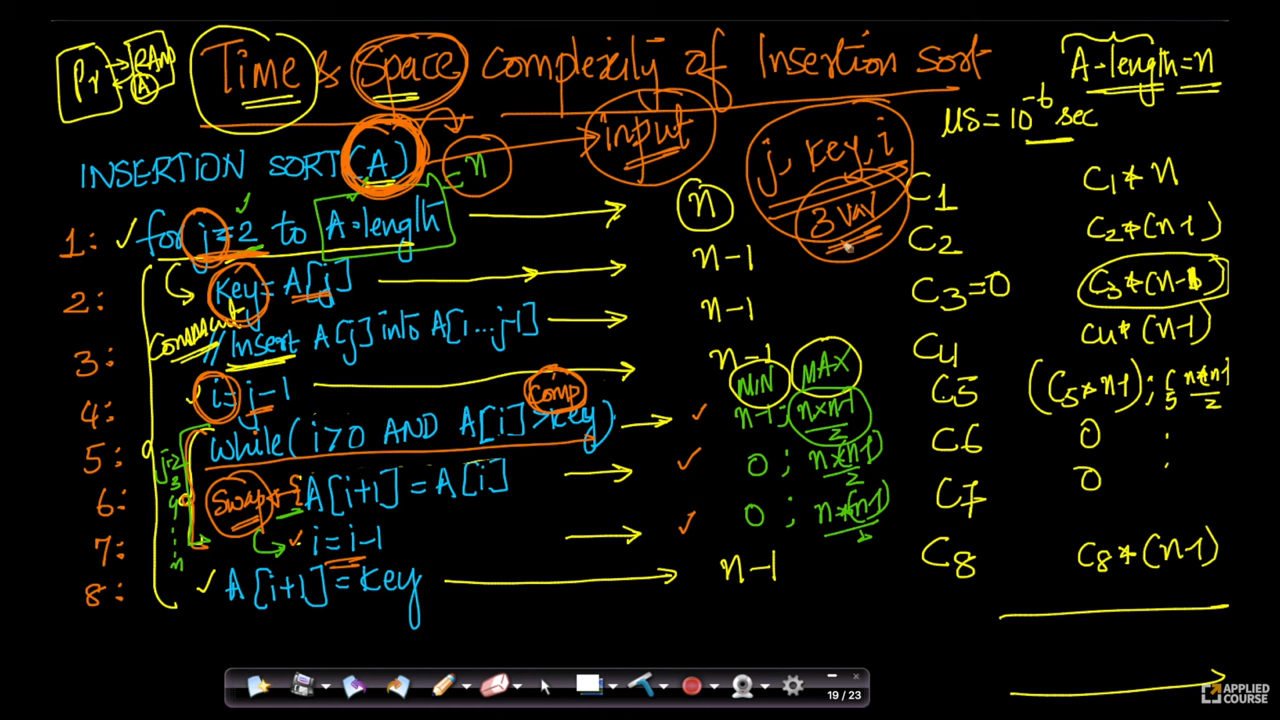 Pr RAM A
Time & Space Complexity of Insertion sort
A.length = n
μs = 10^-6 sec
INSERTION SORT(A) = n
input
j, key, i
3 var
1: for j=2 to A.length → n C1 C1*n
2: key = A[j] → n-1 C2 C2*(n-1)
Comment
3: // Insert A[j] into A[i...j-1] → n-1 C3=0 C3*(n-1)
4: i = j-1 → n-1 C4 C4*(n-1)
Comp
MIN MAX
5: while(i>0 AND A[i]>key) → n-1; n*n-1/2 C5 (C5*n-1); C5 n*n-1/2
6: Swap A[i+1] = A[i] → 0; n*(n-1)/2 C6 0 :
7: i = i-1 → 0; n*(n-1)/2 C7 0 :
8: A[i+1] = key → n-1 C8 C8*(n-1)
j=2
3
4
:
n
19 / 23
APPLIED
COURSE